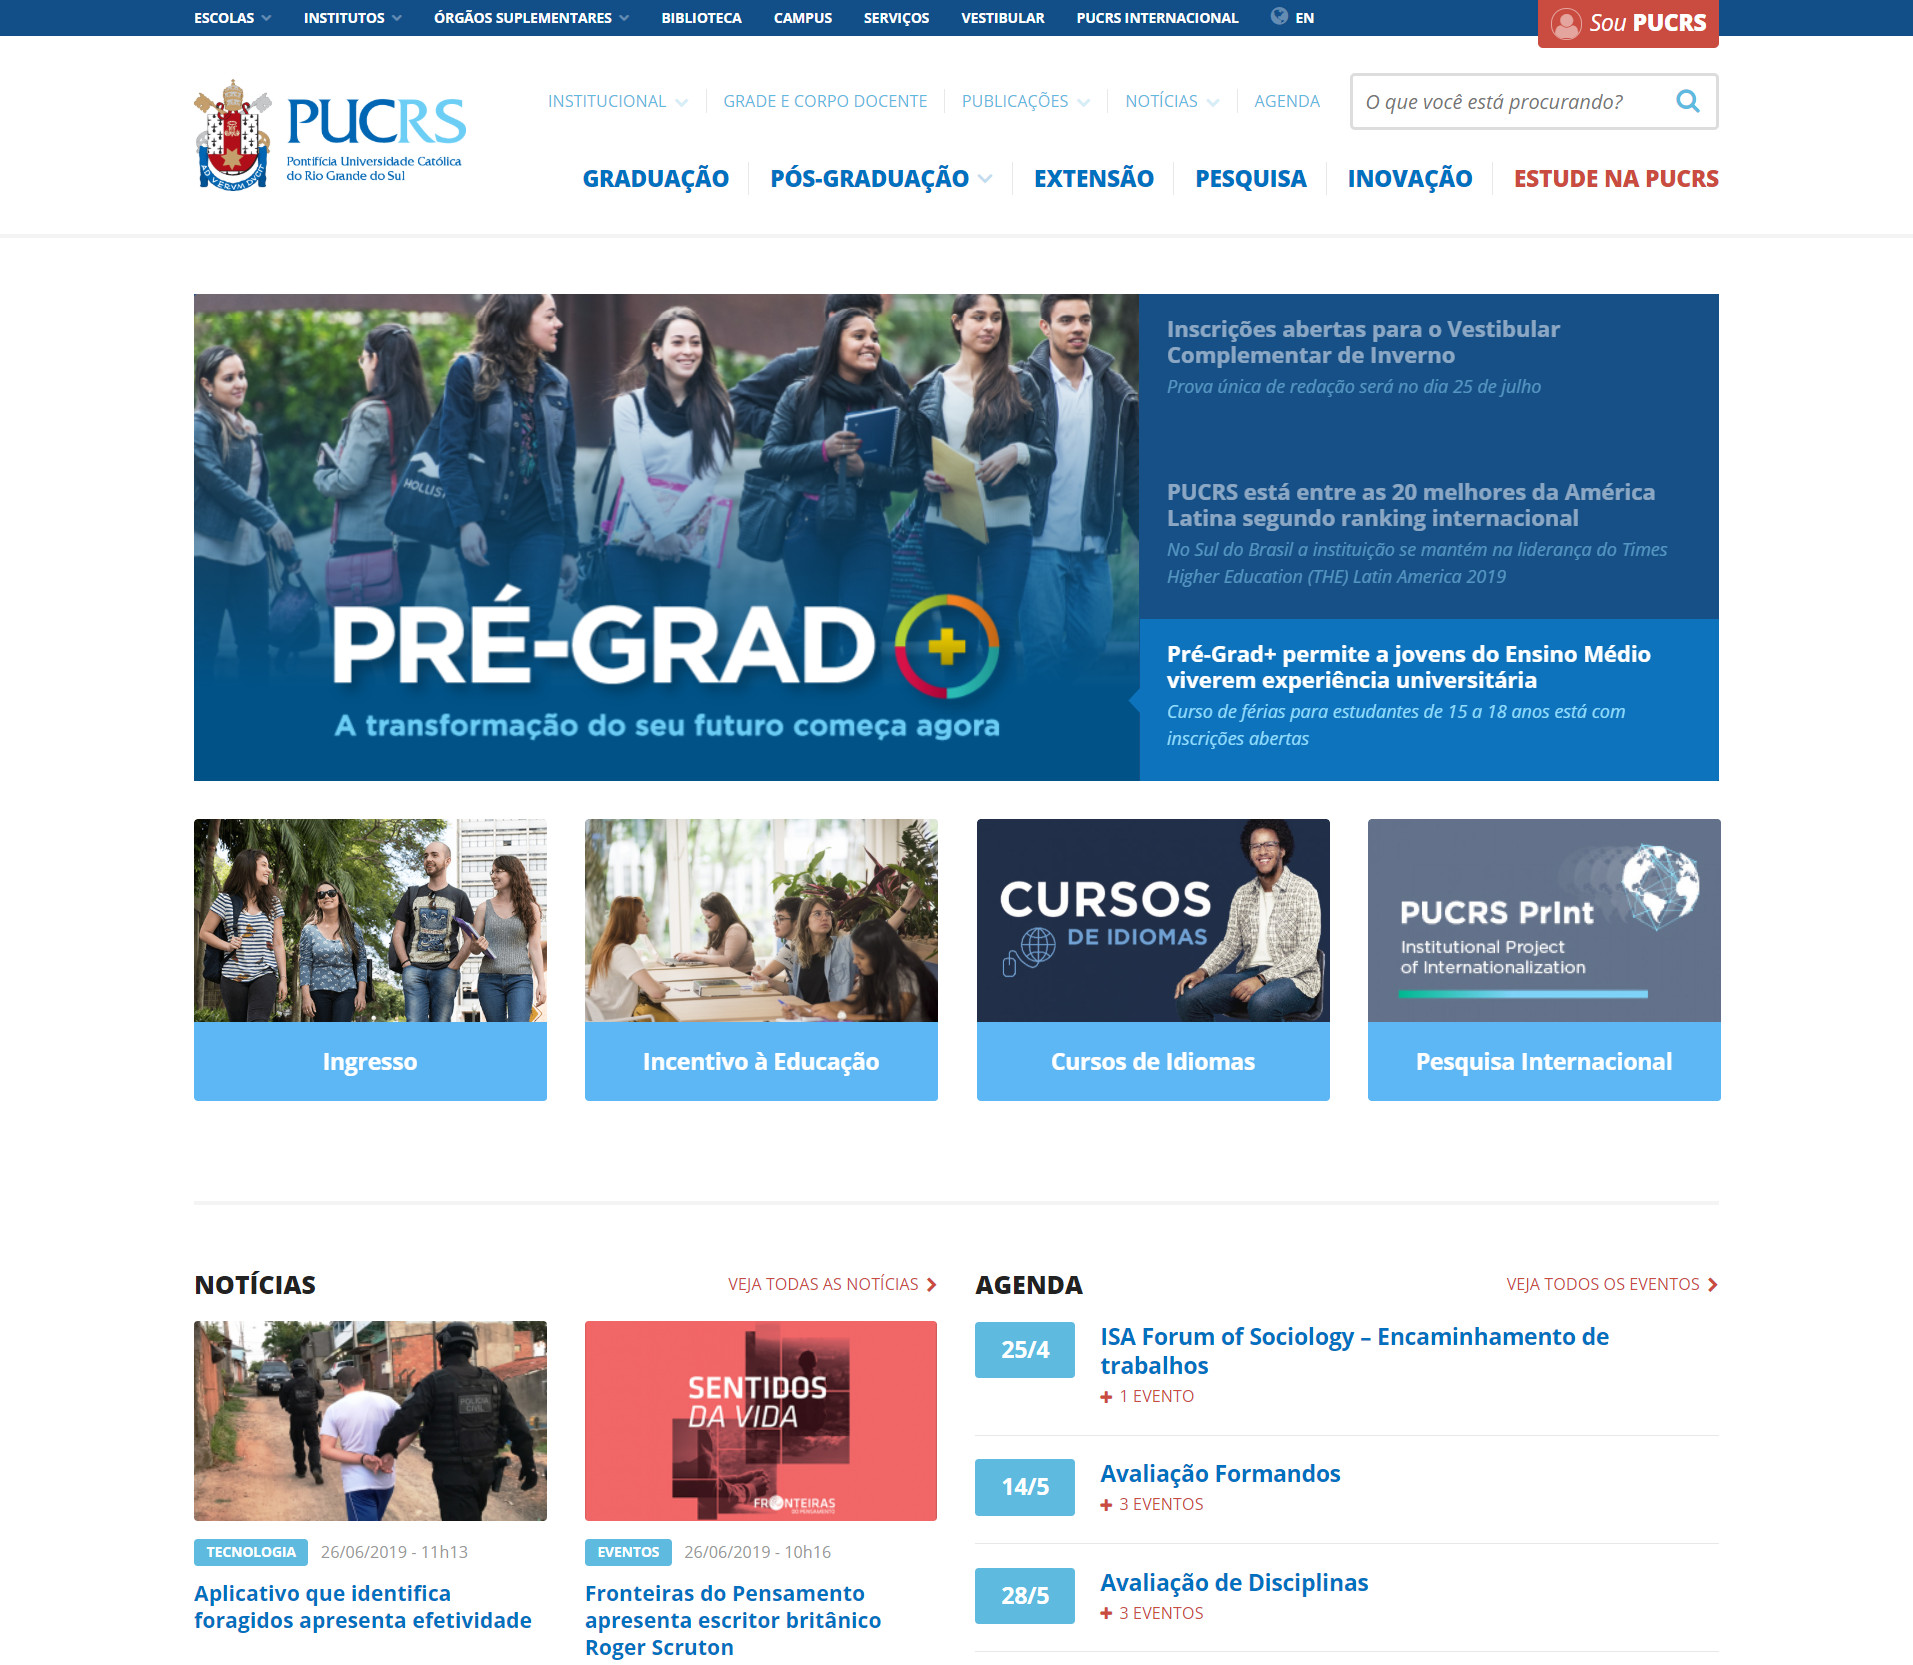 ESCOLAS INSTITUTOS ÓRGÃOS SUPLEMENTARES BIBLIOTECA CAMPUS SERVIÇOS VESTIBULAR PUCRS INTERNACIONAL EN
Sou PUCRS
INSTITUCIONAL GRADE E CORPO DOCENTE PUBLICAÇÕES NOTÍCIAS AGENDA
O que você está procurando?
PUCRS
Pontifícia Universidade Católica
do Rio Grande do Sul
AD VERVM DVCIT
GRADUAÇÃO PÓS-GRADUAÇÃO EXTENSÃO PESQUISA INOVAÇÃO ESTUDE NA PUCRS
HOLLIS
PRÉ-GRAD+
A transformação do seu futuro começa agora
Inscrições abertas para o Vestibular
Complementar de Inverno
Prova única de redação será no dia 25 de julho
PUCRS está entre as 20 melhores da América
Latina segundo ranking internacional
No Sul do Brasil a instituição se mantém na liderança do Times
Higher Education (THE) Latin America 2019
Pré-Grad+ permite a jovens do Ensino Médio
viverem experiência universitária
Curso de férias para estudantes de 15 a 18 anos está com
inscrições abertas
Ingresso
Incentivo à Educação
CURSOS
DE IDIOMAS
Cursos de Idiomas
PUCRS PrInt
Institutional Project
of Internationalization
Pesquisa Internacional
NOTÍCIAS
VEJA TODAS AS NOTÍCIAS
POLÍCIA
CIVIL
TECNOLOGIA 26/06/2019 - 11h13
Aplicativo que identifica
foragidos apresenta efetividade
SENTIDOS
DA VIDA
FRONTEIRAS
DO PENSAMENTO
EVENTOS 26/06/2019 - 10h16
Fronteiras do Pensamento
apresenta escritor britânico
Roger Scruton
AGENDA
VEJA TODOS OS EVENTOS
25/4
ISA Forum of Sociology – Encaminhamento de
trabalhos
+ 1 EVENTO
14/5
Avaliação Formandos
+ 3 EVENTOS
28/5
Avaliação de Disciplinas
+ 3 EVENTOS